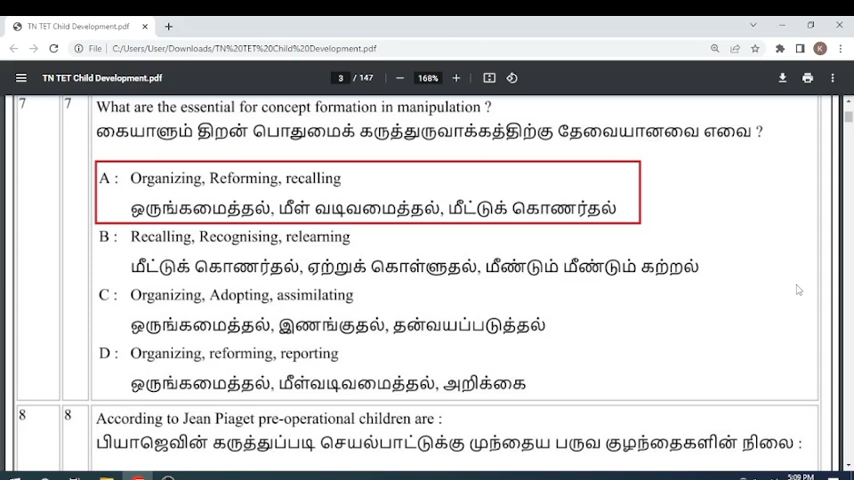 TN TET Child Development.pdf
File C:/Users/User/Downloads/TN%20TET%20Child%20Development.pdf
K
TN TET Child Development.pdf 3 / 147 168%
7 7 What are the essential for concept formation in manipulation ?
கையாளும் திறன் பொதுமைக் கருத்துருவாக்கத்திற்கு தேவையானவை எவை ?
A : Organizing, Reforming, recalling
ஒருங்கமைத்தல், மீள் வடிவமைத்தல், மீட்டுக் கொணர்தல்
B : Recalling, Recognising, relearning
மீட்டுக் கொணர்தல், ஏற்றுக் கொள்ளுதல், மீண்டும் மீண்டும் கற்றல்
C : Organizing, Adopting, assimilating
ஒருங்கமைத்தல், இணங்குதல், தன்வயப்படுத்தல்
D : Organizing, reforming, reporting
ஒருங்கமைத்தல், மீள்வடிவமைத்தல், அறிக்கை
8 8 According to Jean Piaget pre-operational children are :
பியாஜெவின் கருத்துப்படி செயல்பாட்டுக்கு முந்தைய பருவ குழந்தைகளின் நிலை :
5:09 PM